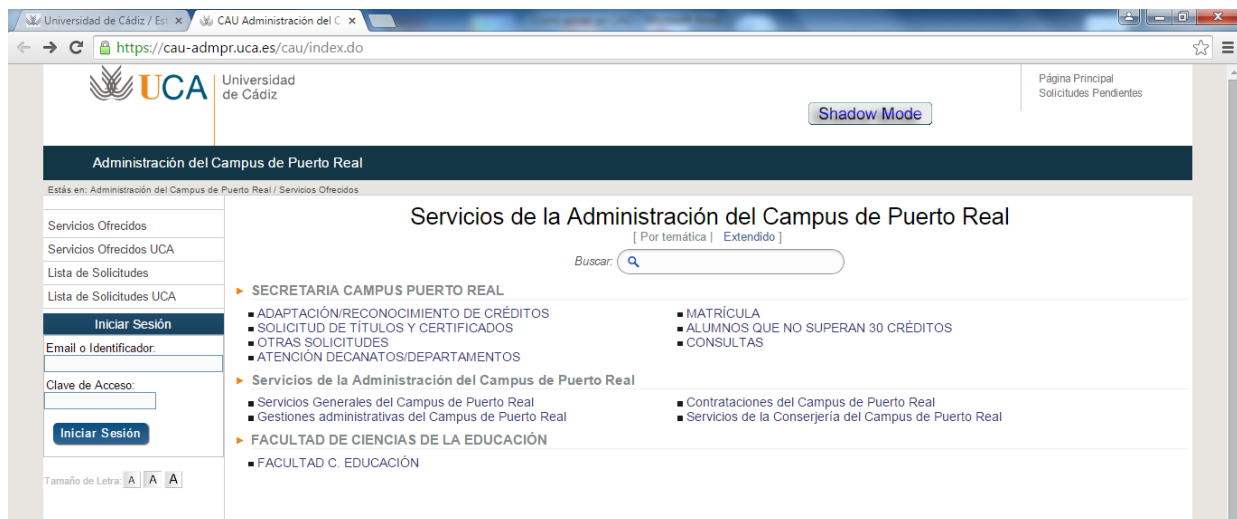 Universidad de Cádiz / Est
CAU Administración del C
https://cau-admpr.uca.es/cau/index.do
UCA
Universidad
de Cádiz
Página Principal
Solicitudes Pendientes
Shadow Mode
Administración del Campus de Puerto Real
Estás en: Administración del Campus de Puerto Real / Servicios Ofrecidos
Servicios Ofrecidos
Servicios Ofrecidos UCA
Lista de Solicitudes
Lista de Solicitudes UCA
Iniciar Sesión
Email o Identificador:
Clave de Acceso:
Iniciar Sesión
Tamaño de Letra: A A A
Servicios de la Administración del Campus de Puerto Real
[ Por temática | Extendido ]
Buscar:
SECRETARIA CAMPUS PUERTO REAL
ADAPTACIÓN/RECONOCIMIENTO DE CRÉDITOS
SOLICITUD DE TÍTULOS Y CERTIFICADOS
OTRAS SOLICITUDES
ATENCIÓN DECANATOS/DEPARTAMENTOS
MATRÍCULA
ALUMNOS QUE NO SUPERAN 30 CRÉDITOS
CONSULTAS
Servicios de la Administración del Campus de Puerto Real
Servicios Generales del Campus de Puerto Real
Gestiones administrativas del Campus de Puerto Real
Contrataciones del Campus de Puerto Real
Servicios de la Conserjería del Campus de Puerto Real
FACULTAD DE CIENCIAS DE LA EDUCACIÓN
FACULTAD C. EDUCACIÓN